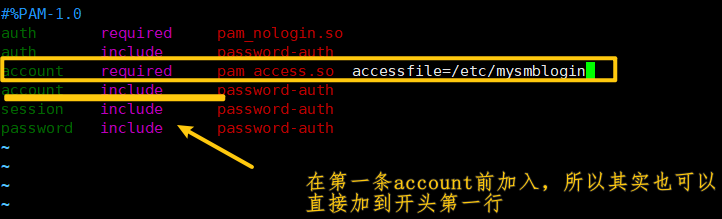 #%PAM-1.0
auth required pam_nologin.so
auth include password-auth
account required pam_access.so accessfile=/etc/mysmblogin
account include password-auth
session include password-auth
password include password-auth
~
~
~
~
在第一条account前加入，所以其实也可以
直接加到开头第一行